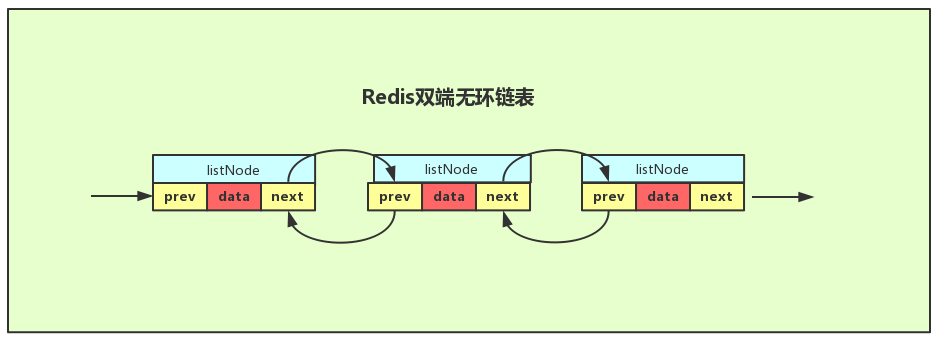 Redis双端无环链表
listNode listNode listNode
prev data next prev data next prev data next